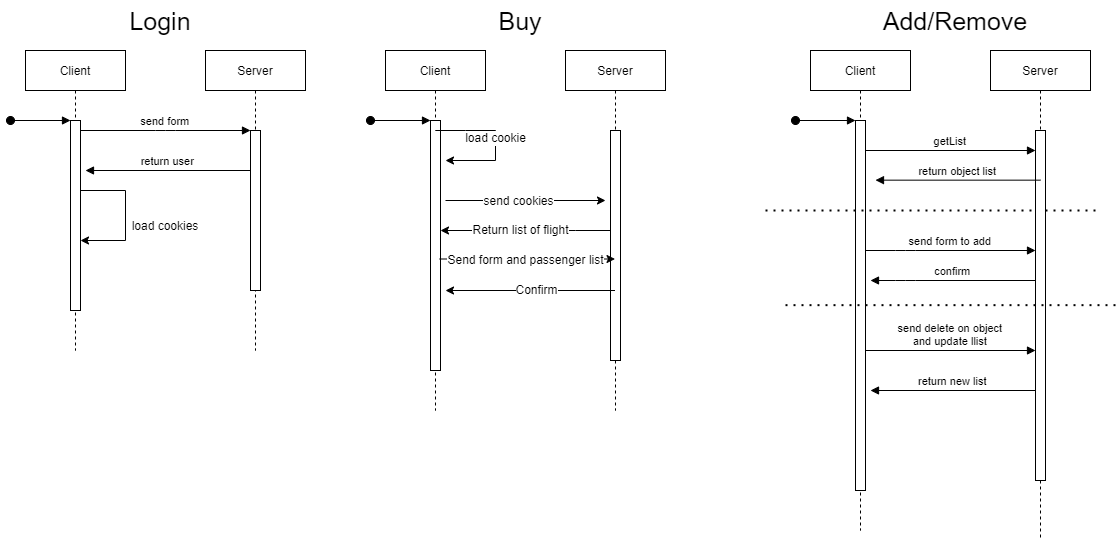 Login
Client
Server
send form
return user
load cookies
Buy
Client
Server
load cookie
send cookies
Return list of flight
Send form and passenger list
Confirm
Add/Remove
Client
Server
getList
return object list
send form to add
confirm
send delete on object
and update llist
return new list